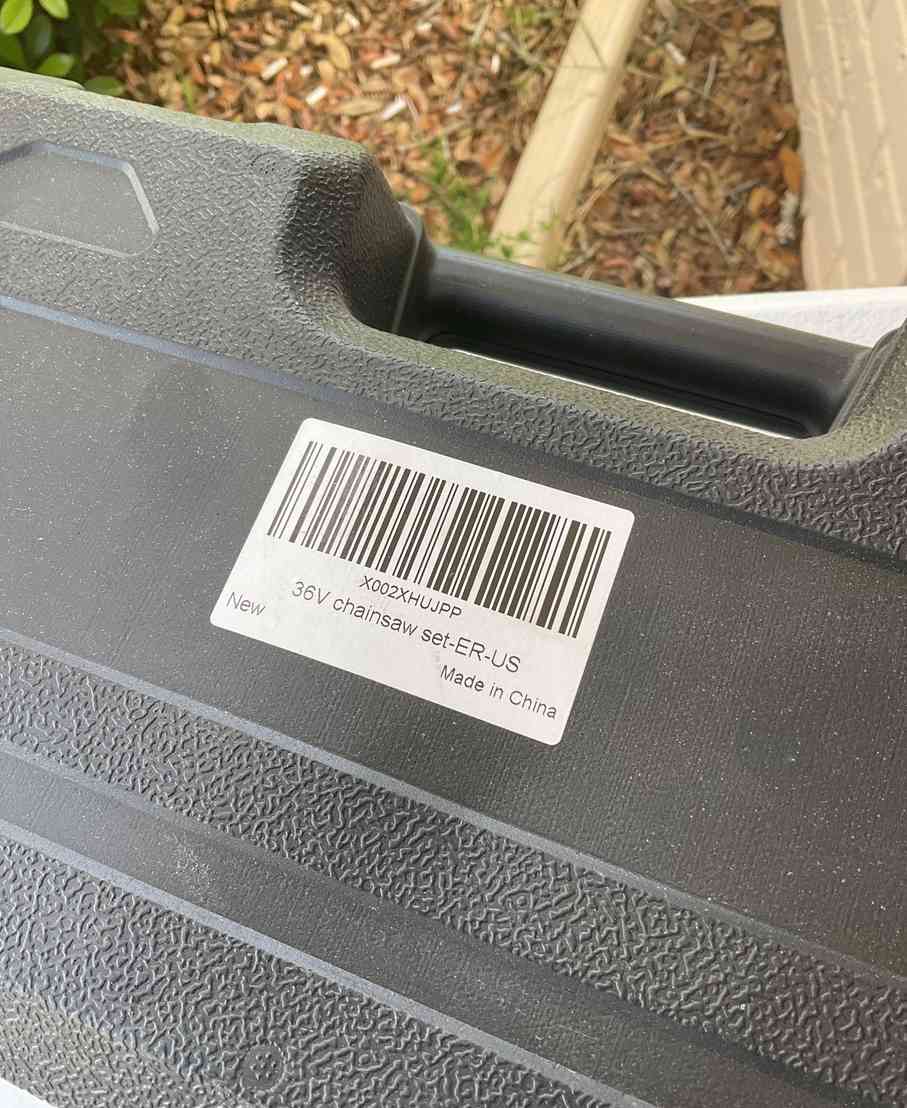 X002XHUJPP
36V chainsaw set-ER-US
New
Made in China